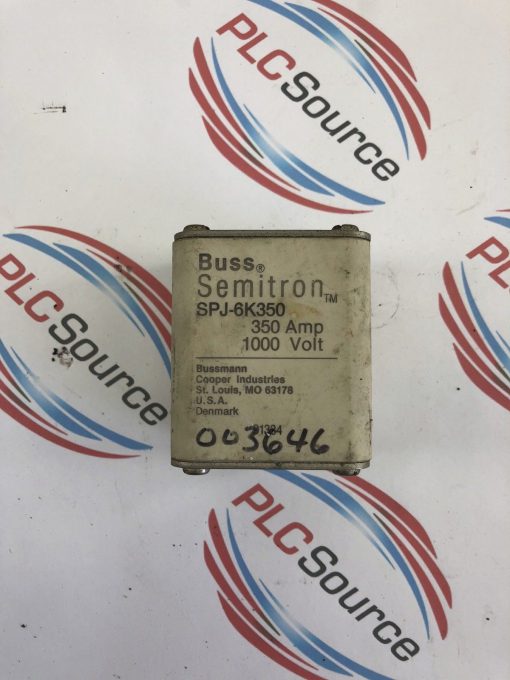 PLCSource
Buss®
Semitron™
SPJ-6K350
350 Amp
1000 Volt
Bussmann
Cooper Industries
St. Louis, MO 63178
U.S.A.
Denmark
003646
PLCSource
PLCSource